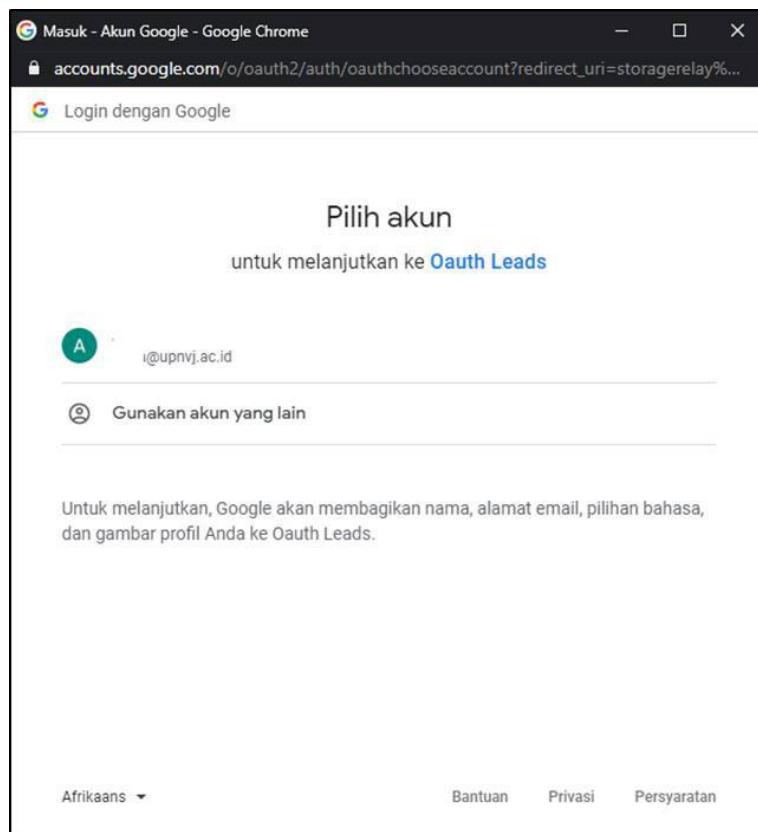 Masuk - Akun Google - Google Chrome
accounts.google.com/o/oauth2/auth/oauthchooseaccount?redirect_uri=storagerelay%...
Login dengan Google
Pilih akun
untuk melanjutkan ke Oauth Leads
A
@upnvj.ac.id
Gunakan akun yang lain
Untuk melanjutkan, Google akan membagikan nama, alamat email, pilihan bahasa,
dan gambar profil Anda ke Oauth Leads.
Afrikaans Bantuan Privasi Persyaratan